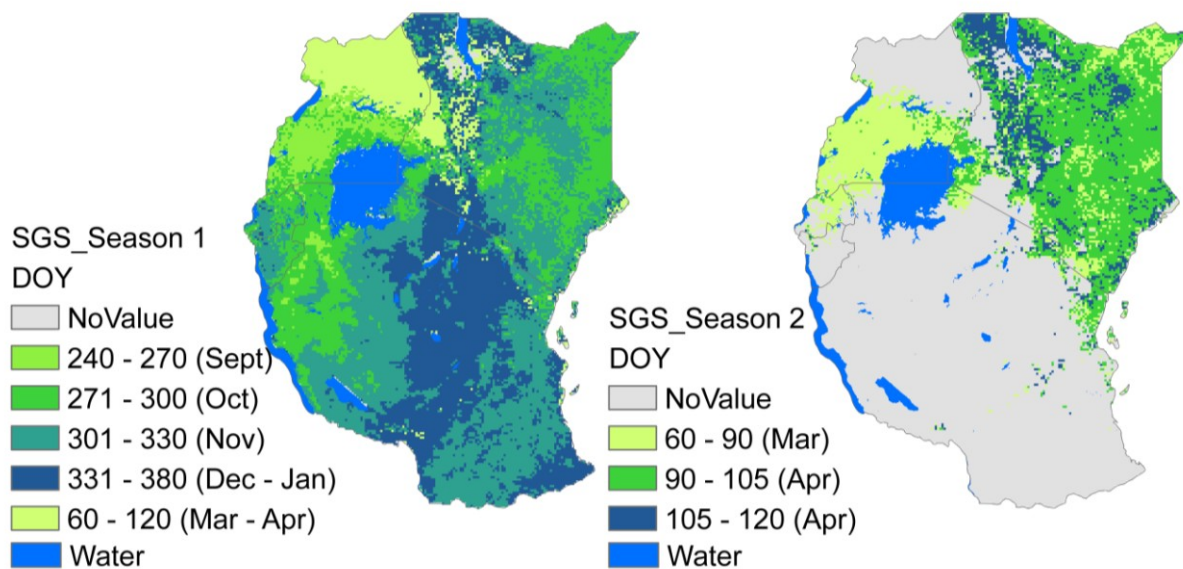 SGS_Season 1
DOY
NoValue
240 - 270 (Sept)
271 - 300 (Oct)
301 - 330 (Nov)
331 - 380 (Dec - Jan)
60 - 120 (Mar - Apr)
Water
SGS_Season 2
DOY
NoValue
60 - 90 (Mar)
90 - 105 (Apr)
105 - 120 (Apr)
Water